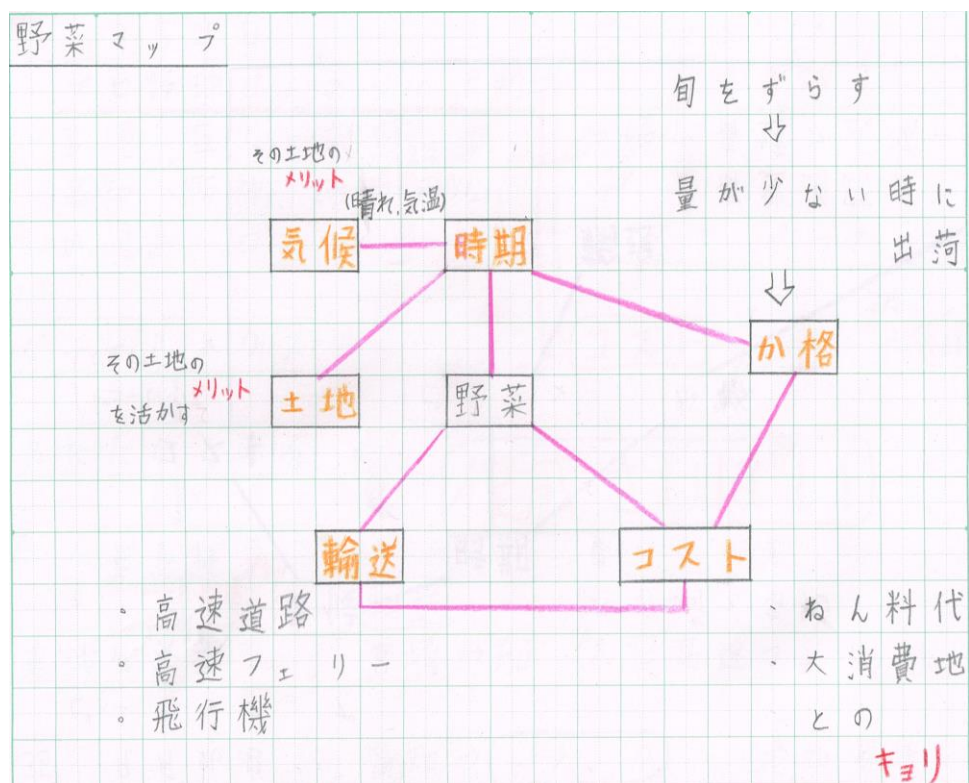 野菜マップ
旬をずらす
⇩
量が少ない時に
出荷
⇩
その土地の
メリット
(晴れ、気温)
気候
時期
か格
その土地の
メリット
を活かす
土地
野菜
輸送
コスト
・高速道路
・高速フェリー
・飛行機
・ねん料代
・大消費地
との
キョリ